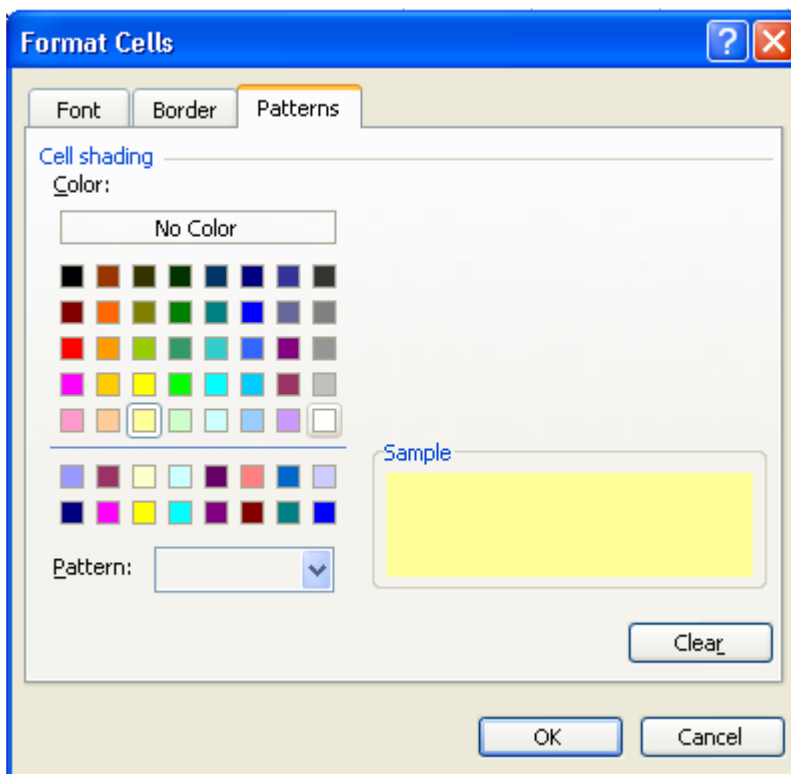 Format Cells ?
Font Border Patterns
Cell shading
Color:
No Color
Sample
Pattern:
Clear
OK Cancel